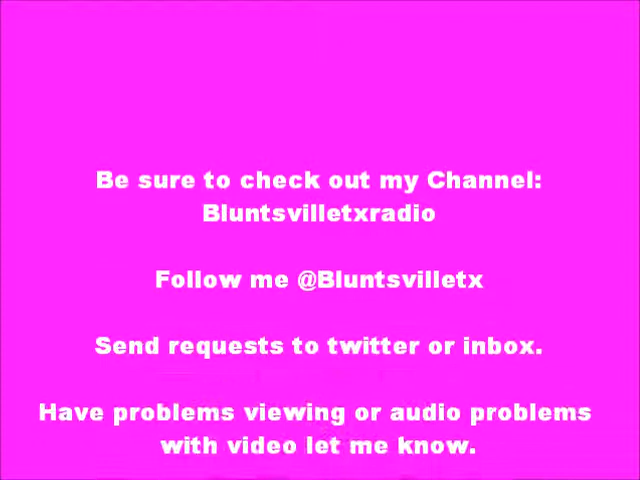 Be sure to check out my Channel:
Bluntsvilletxradio
Follow me @Bluntsvilletx
Send requests to twitter or inbox.
Have problems viewing or audio problems
with video let me know.